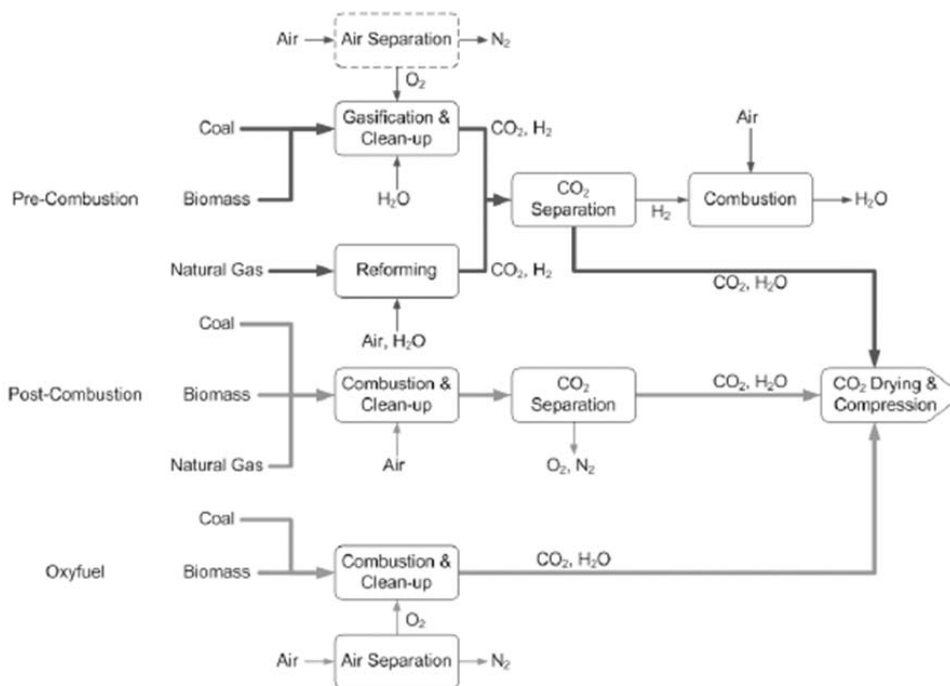 Air
Air Separation
N₂
O₂
Coal
Gasification &
Clean-up
CO₂, H₂
Air
Pre-Combustion
Biomass
H₂O
CO₂
Separation
H₂
Combustion
H₂O
Natural Gas
Reforming
CO₂, H₂
CO₂, H₂O
Air, H₂O
Coal
Post-Combustion
Biomass
Combustion &
Clean-up
CO₂
Separation
CO₂, H₂O
CO₂ Drying &
Compression
Natural Gas
Air
O₂, N₂
Coal
Oxyfuel
Biomass
Combustion &
Clean-up
CO₂, H₂O
O₂
Air
Air Separation
N₂